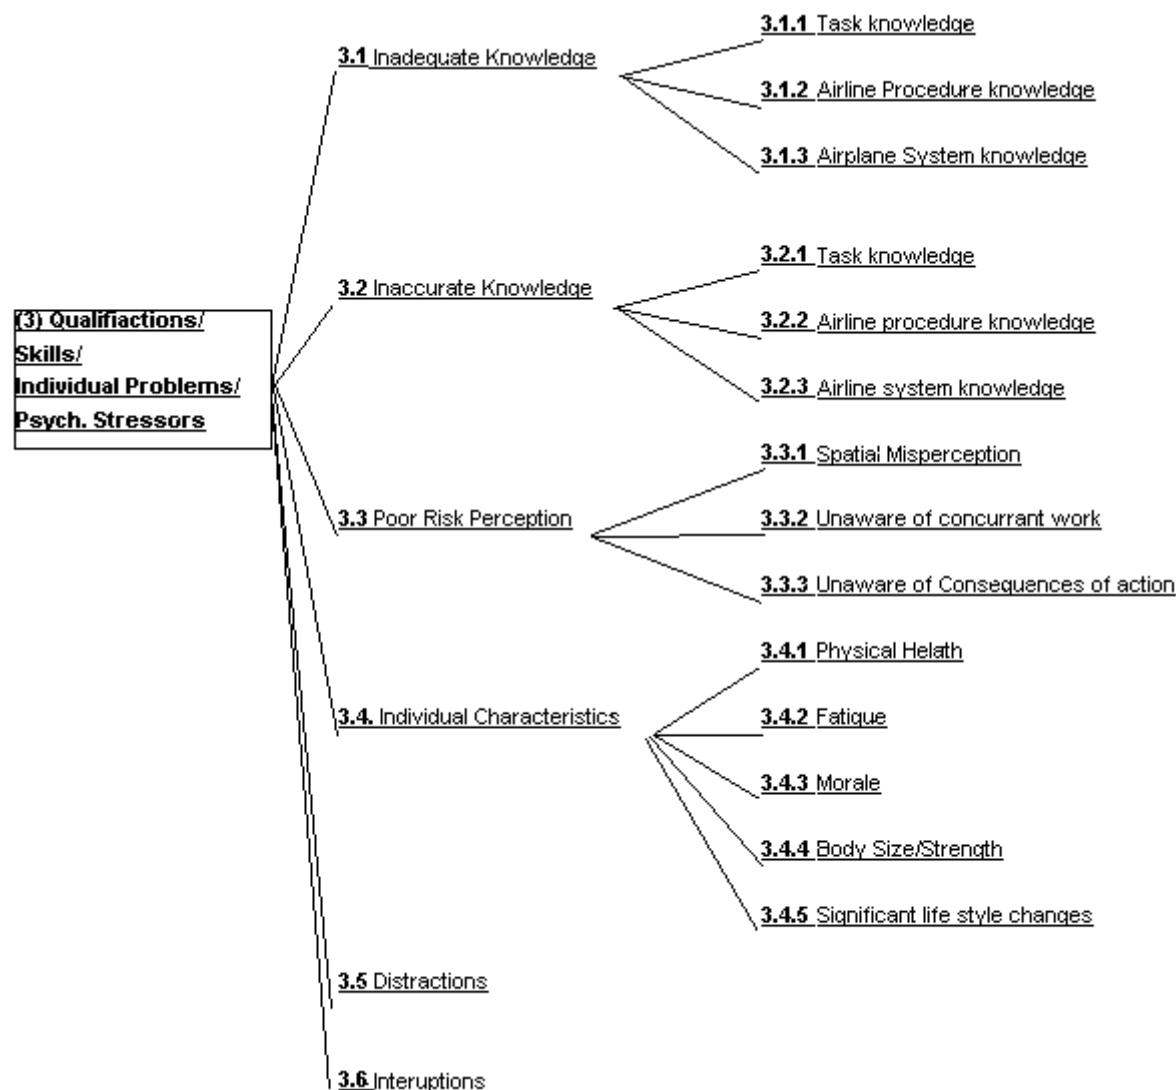 3.1.1 Task knowledge
3.1 Inadequate Knowledge
3.1.2 Airline Procedure knowledge
3.1.3 Airplane System knowledge
3.2.1 Task knowledge
3.2 Inaccurate Knowledge
(3) Qualifiactions/
Skills/
Individual Problems/
Psych. Stressors
3.2.2 Airline procedure knowledge
3.2.3 Airline system knowledge
3.3.1 Spatial Misperception
3.3 Poor Risk Perception
3.3.2 Unaware of concurrant work
3.3.3 Unaware of Consequences of action
3.4.1 Physical Helath
3.4. Individual Characteristics
3.4.2 Fatique
3.4.3 Morale
3.4.4 Body Size/Strength
3.4.5 Significant life style changes
3.5 Distractions
3.6 Interuptions